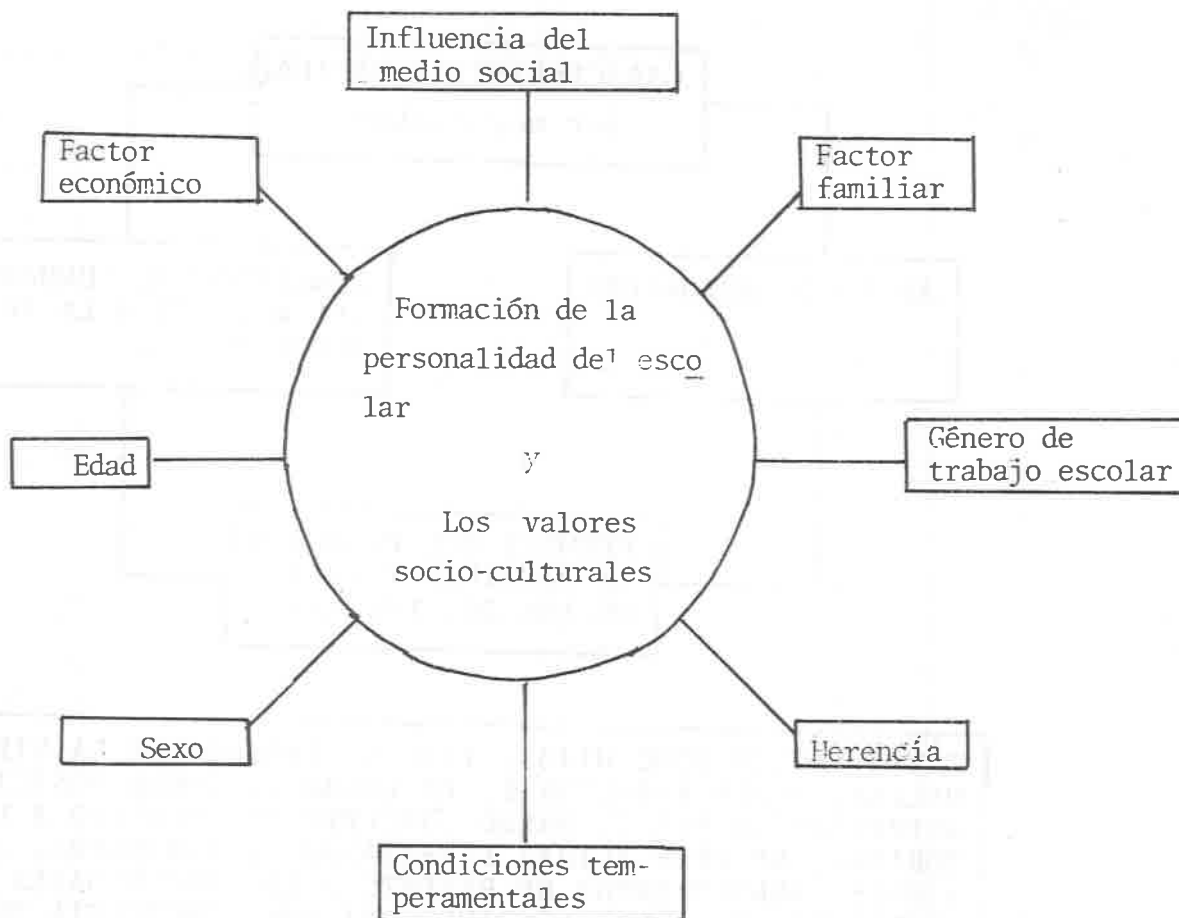 Influencia del
medio social
Factor
económico
Factor
familiar
Formación de la
personalidad del esco
lar
y
Los valores
socio-culturales
Edad
Género de
trabajo escolar
Sexo
Herencía
Condiciones tem-
peramentales